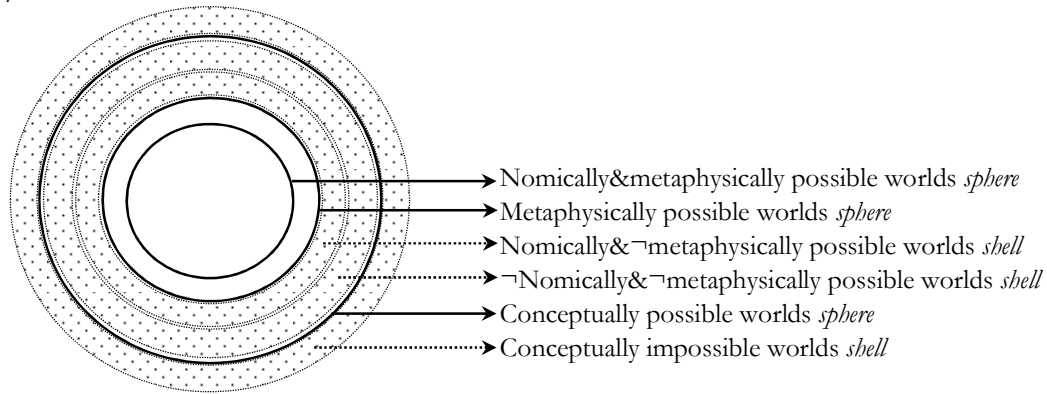 Nomically&metaphysically possible worlds sphere
Metaphysically possible worlds sphere
Nomically&¬metaphysically possible worlds shell
¬Nomically&¬metaphysically possible worlds shell
Conceptually possible worlds sphere
Conceptually impossible worlds shell